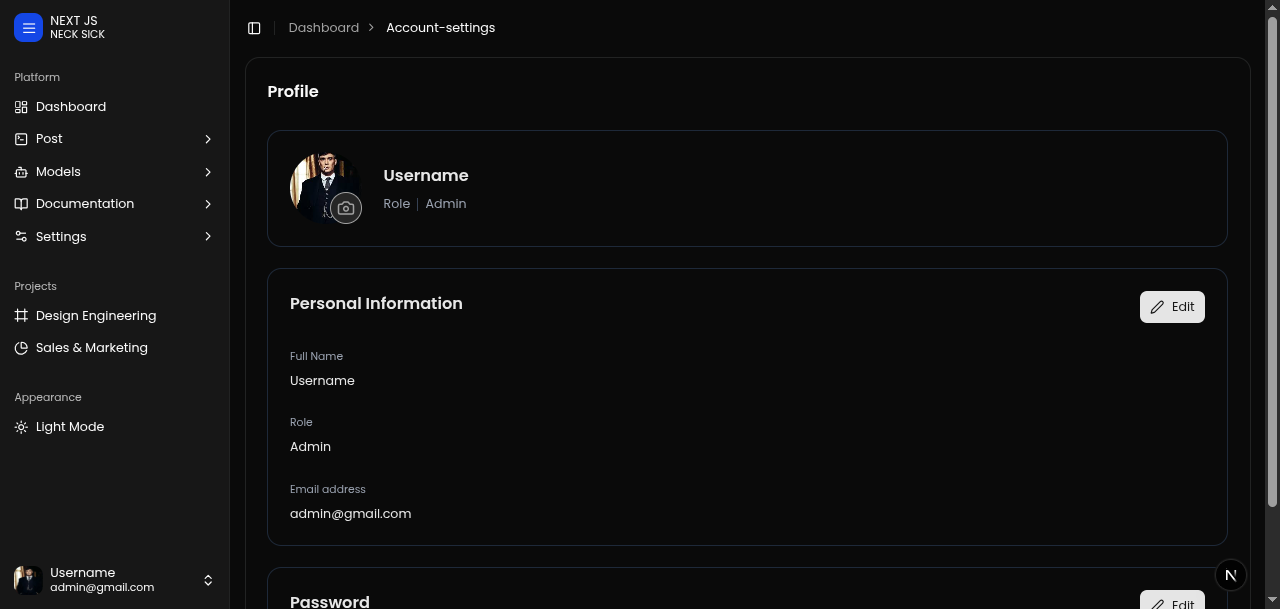 NEXT JS
NECK SICK
Platform
Dashboard
Post
Models
Documentation
Settings
Projects
Design Engineering
Sales & Marketing
Appearance
Light Mode
Username
admin@gmail.com
Dashboard > Account-settings
Profile
Username
Role | Admin
Personal Information
Edit
Full Name
Username
Role
Admin
Email address
admin@gmail.com
Password
Edit
N